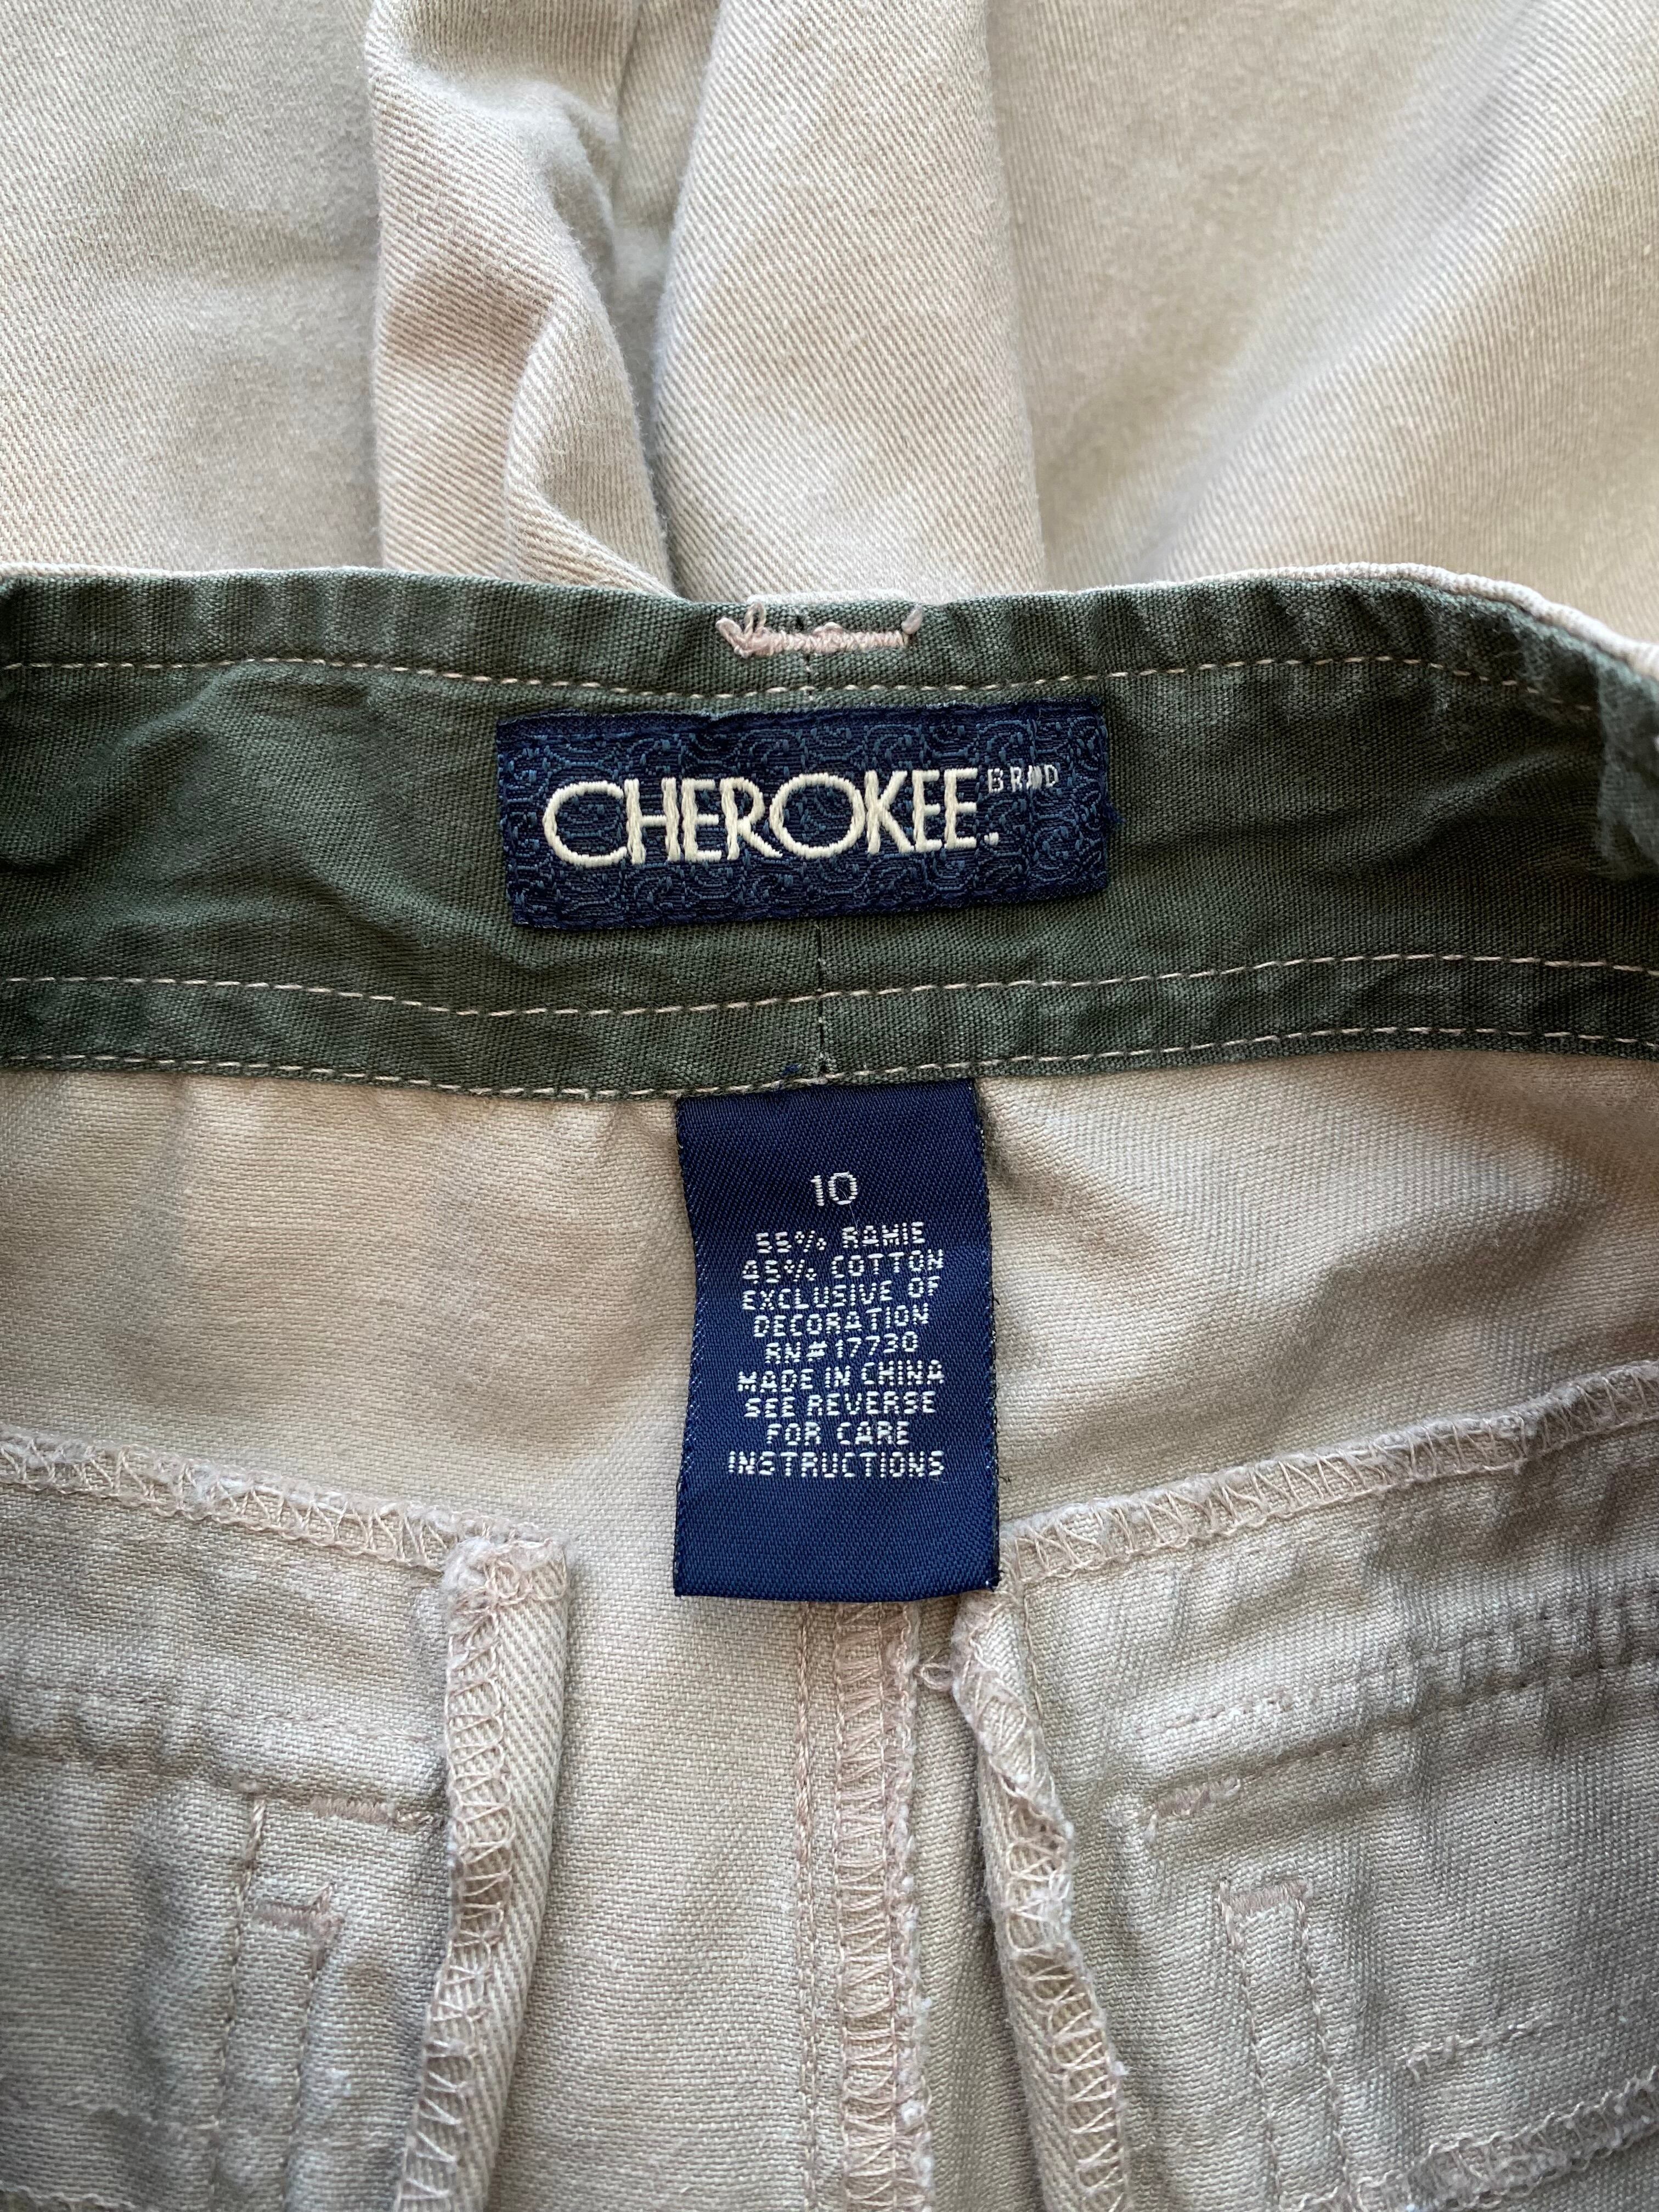 CHEROKEE. BRAND
10
55% RAMIE
45% COTTON
EXCLUSIVE OF
DECORATION
RN#17730
MADE IN CHINA
SEE REVERSE
FOR CARE
INSTRUCTIONS